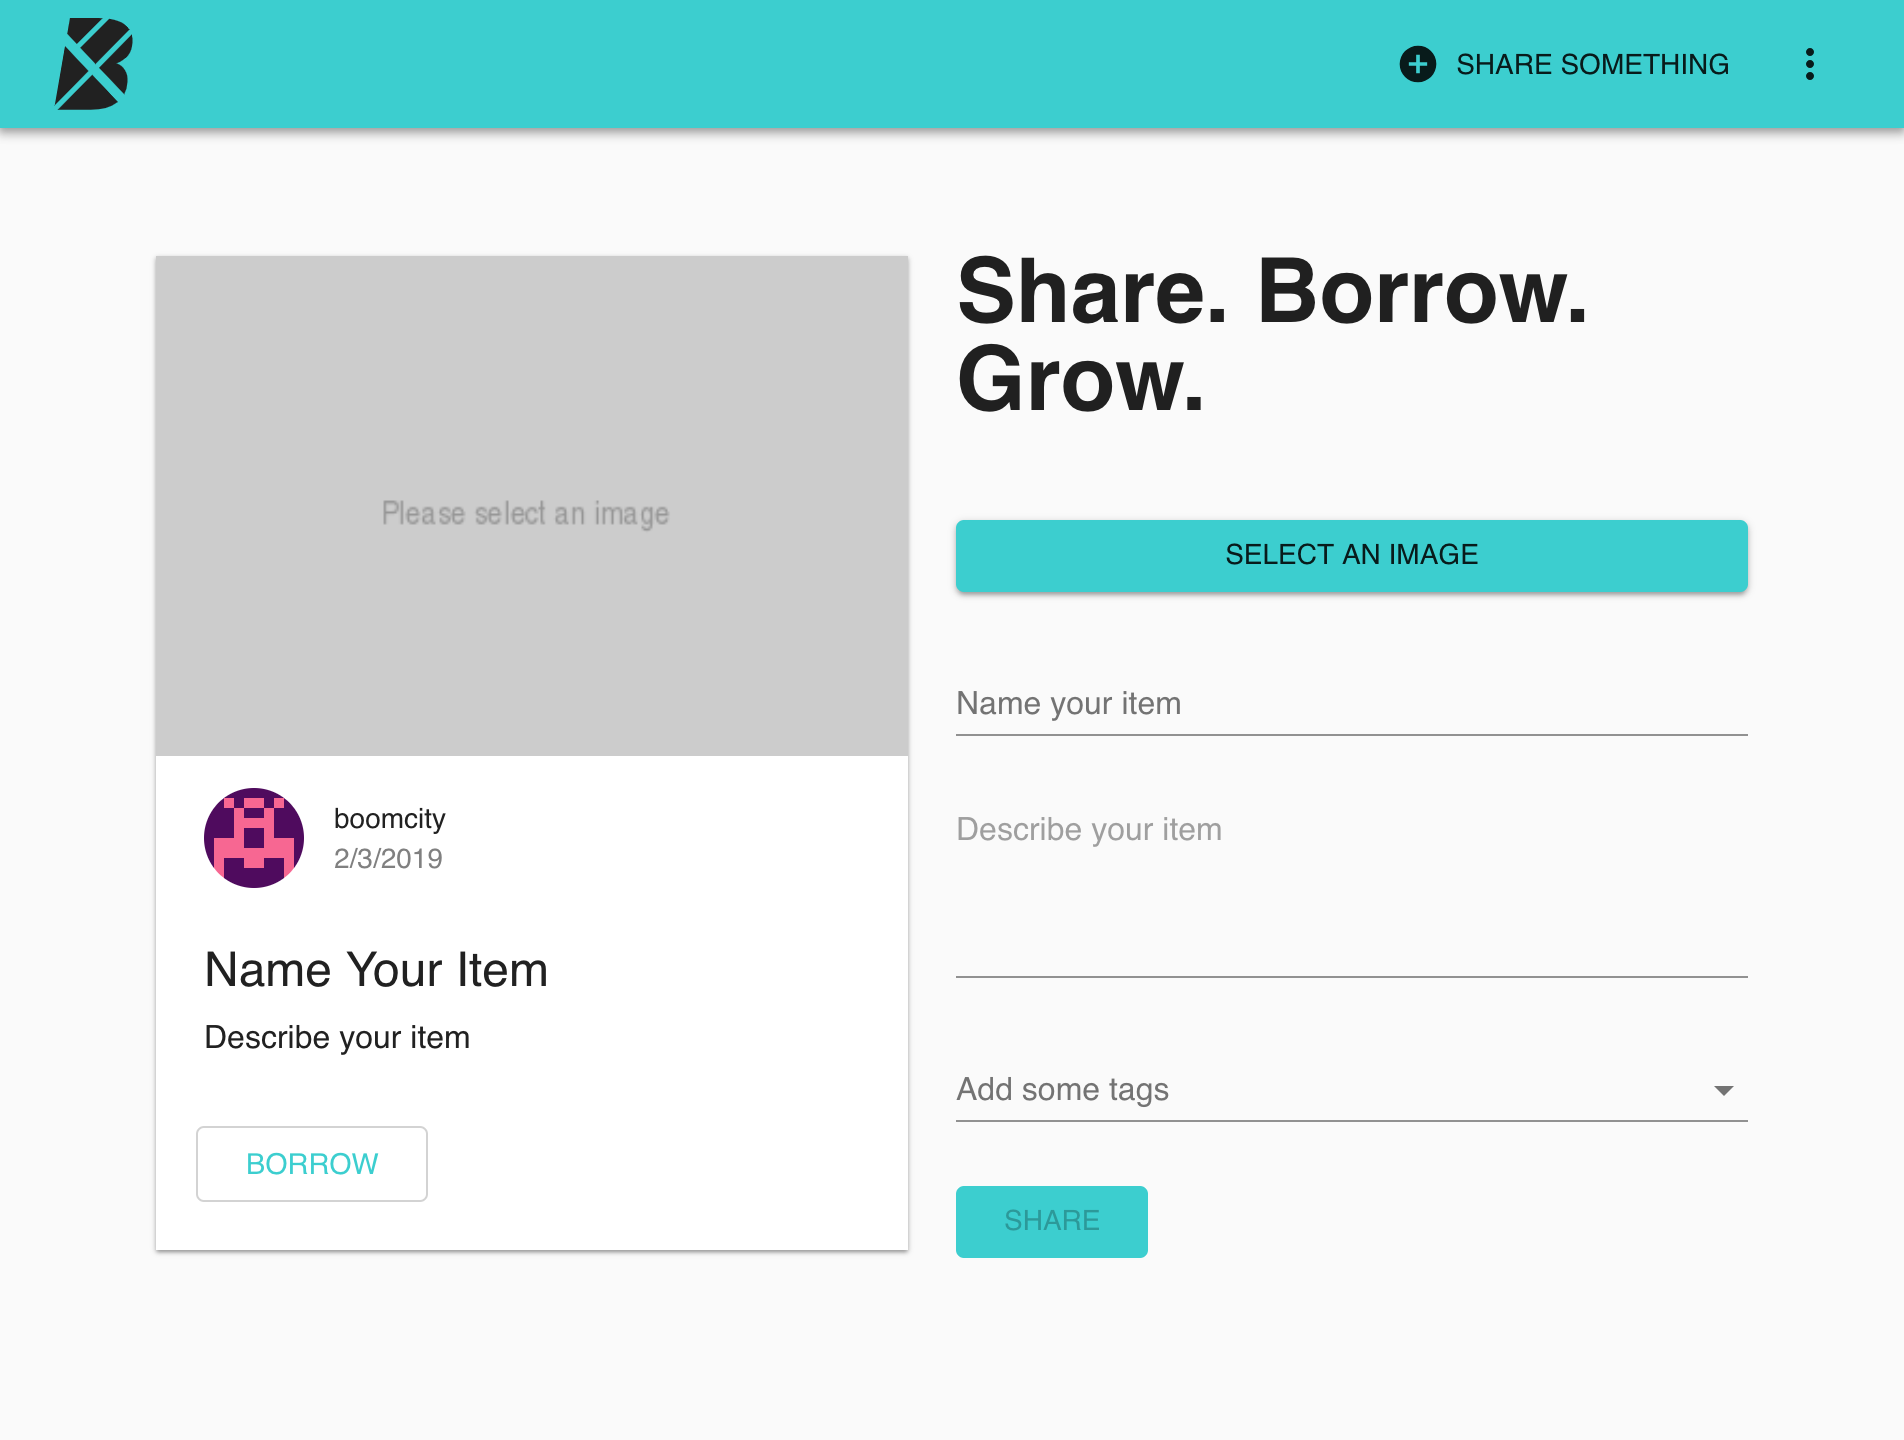 B
SHARE SOMETHING
Please select an image
boomcity
2/3/2019
Name Your Item
Describe your item
BORROW
Share. Borrow.
Grow.
SELECT AN IMAGE
Name your item
Describe your item
Add some tags
SHARE